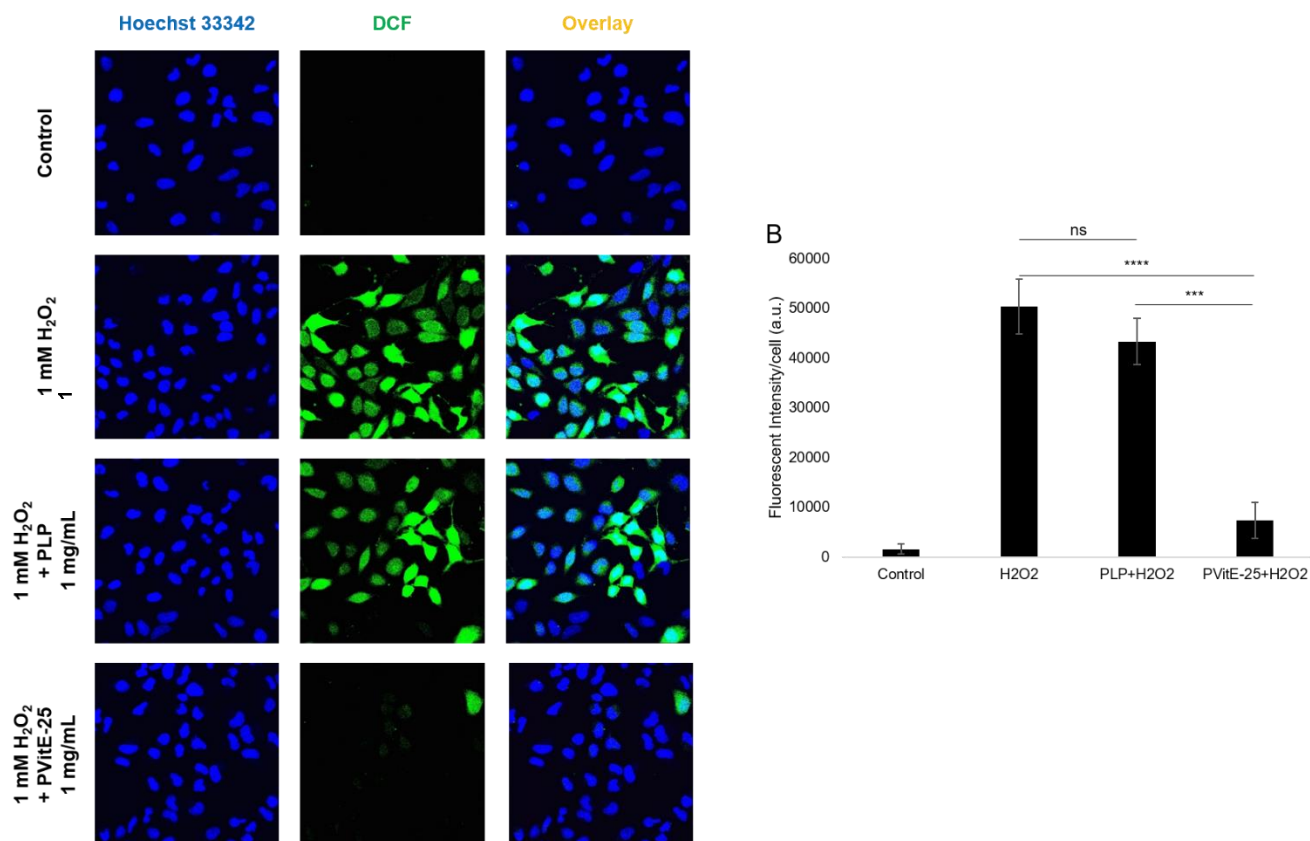 Hoechst 33342 DCF Overlay
Control
1 mM H₂O₂
1
1 mM H₂O₂
+ PLP
1 mg/mL
1 mM H₂O₂
+ PVitE-25
1 mg/mL
B
ns
****
***
Fluorescent Intensity/cell (a.u.)
60000
50000
40000
30000
20000
10000
0
Control H2O2 PLP+H2O2 PVitE-25+H2O2